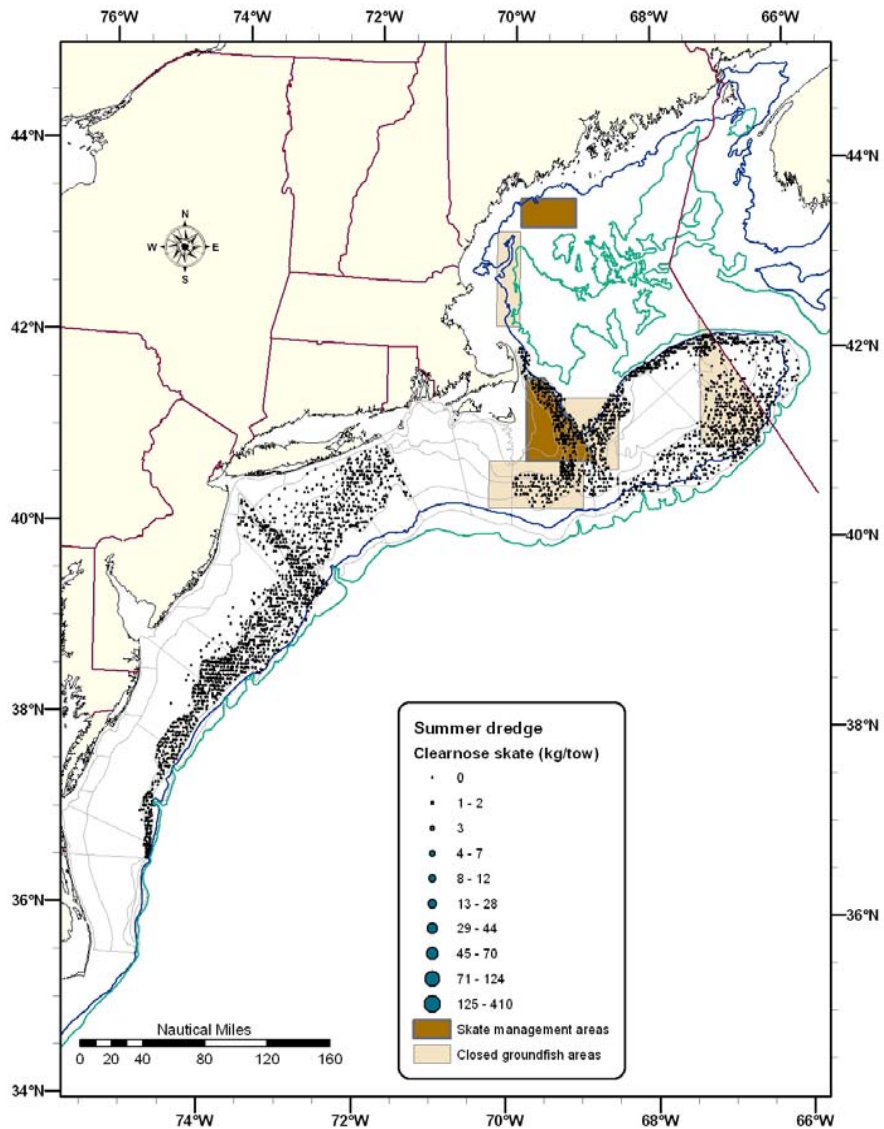 76°W 74°W 72°W 70°W 68°W 66°W
44°N 44°N
N
W E
S
42°N 42°N
40°N 40°N
38°N 38°N
Summer dredge
Clearnose skate (kg/tow)
0
1 - 2
3
4 - 7
8 - 12
13 - 28
29 - 44
45 - 70
71 - 124
125 - 410
Skate management areas
Closed groundfish areas
36°N 36°N
Nautical Miles
0 20 40 80 120 160
34°N
74°W 72°W 70°W 68°W 66°W